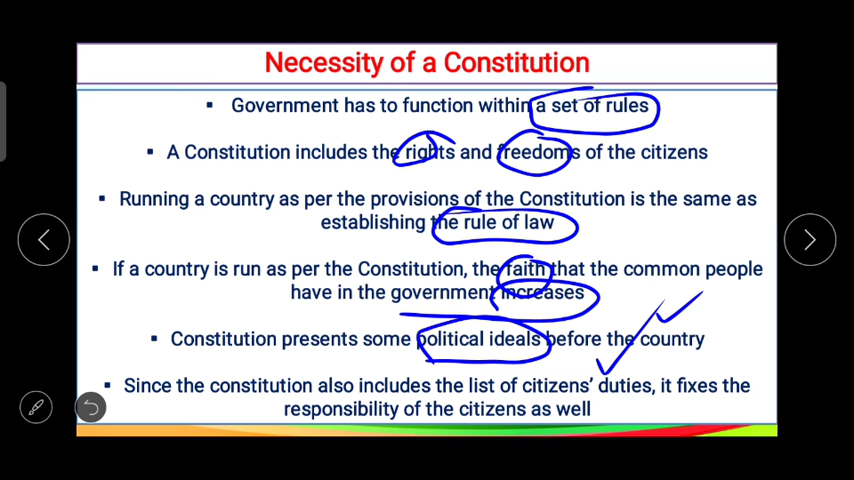 Necessity of a Constitution
▪ Government has to function within a set of rules
▪ A Constitution includes the rights and freedoms of the citizens
▪ Running a country as per the provisions of the Constitution is the same as
establishing the rule of law
▪ If a country is run as per the Constitution, the faith that the common people
have in the government increases
▪ Constitution presents some political ideals before the country
▪ Since the constitution also includes the list of citizens’ duties, it fixes the
responsibility of the citizens as well